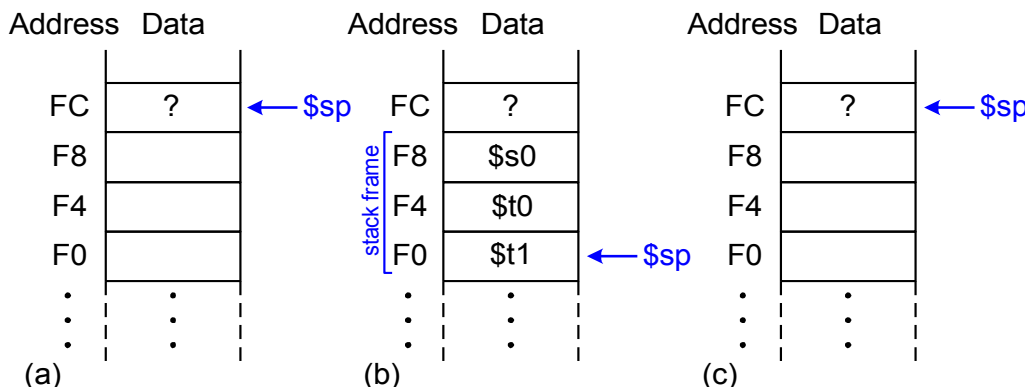 Address Data
FC ? $sp
F8
F4
F0
(a)
Address Data
FC ? 
stack frame
F8 $s0
F4 $t0
F0 $t1 $sp
(b)
Address Data
FC ? $sp
F8
F4
F0
(c)